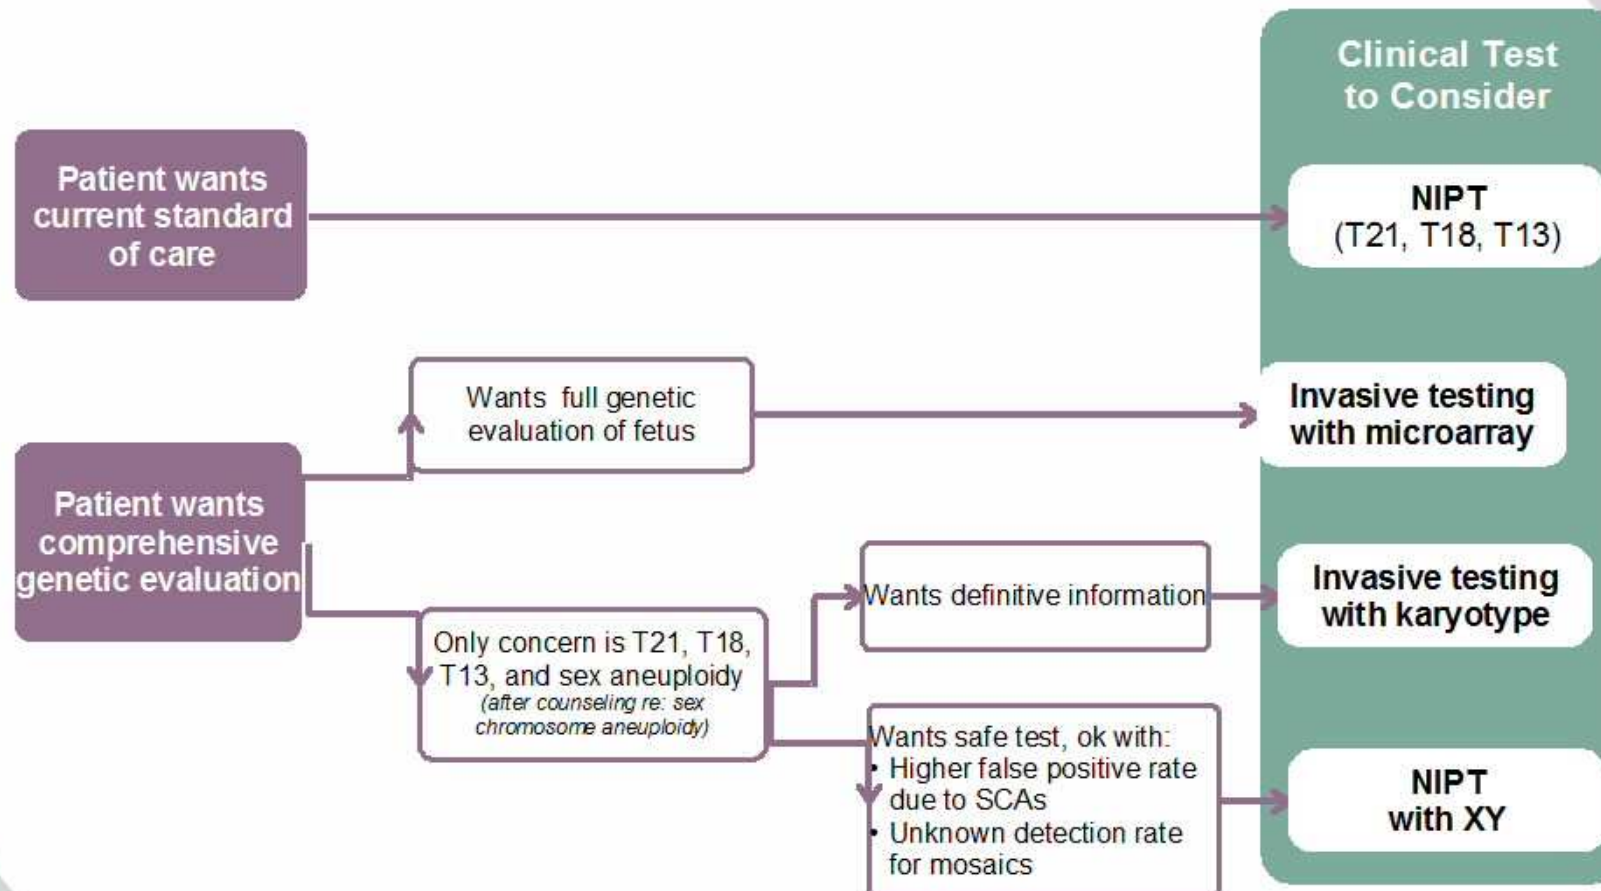 Clinical Test
to Consider
Patient wants
current standard
of care
NIPT
(T21, T18, T13)
Wants full genetic
evaluation of fetus
Invasive testing
with microarray
Patient wants
comprehensive
genetic evaluation
Wants definitive information
Invasive testing
with karyotype
Only concern is T21, T18,
T13, and sex aneuploidy
(after counseling re: sex
chromosome aneuploidy)
Wants safe test, ok with:
• Higher false positive rate
due to SCAs
• Unknown detection rate
for mosaics
NIPT
with XY